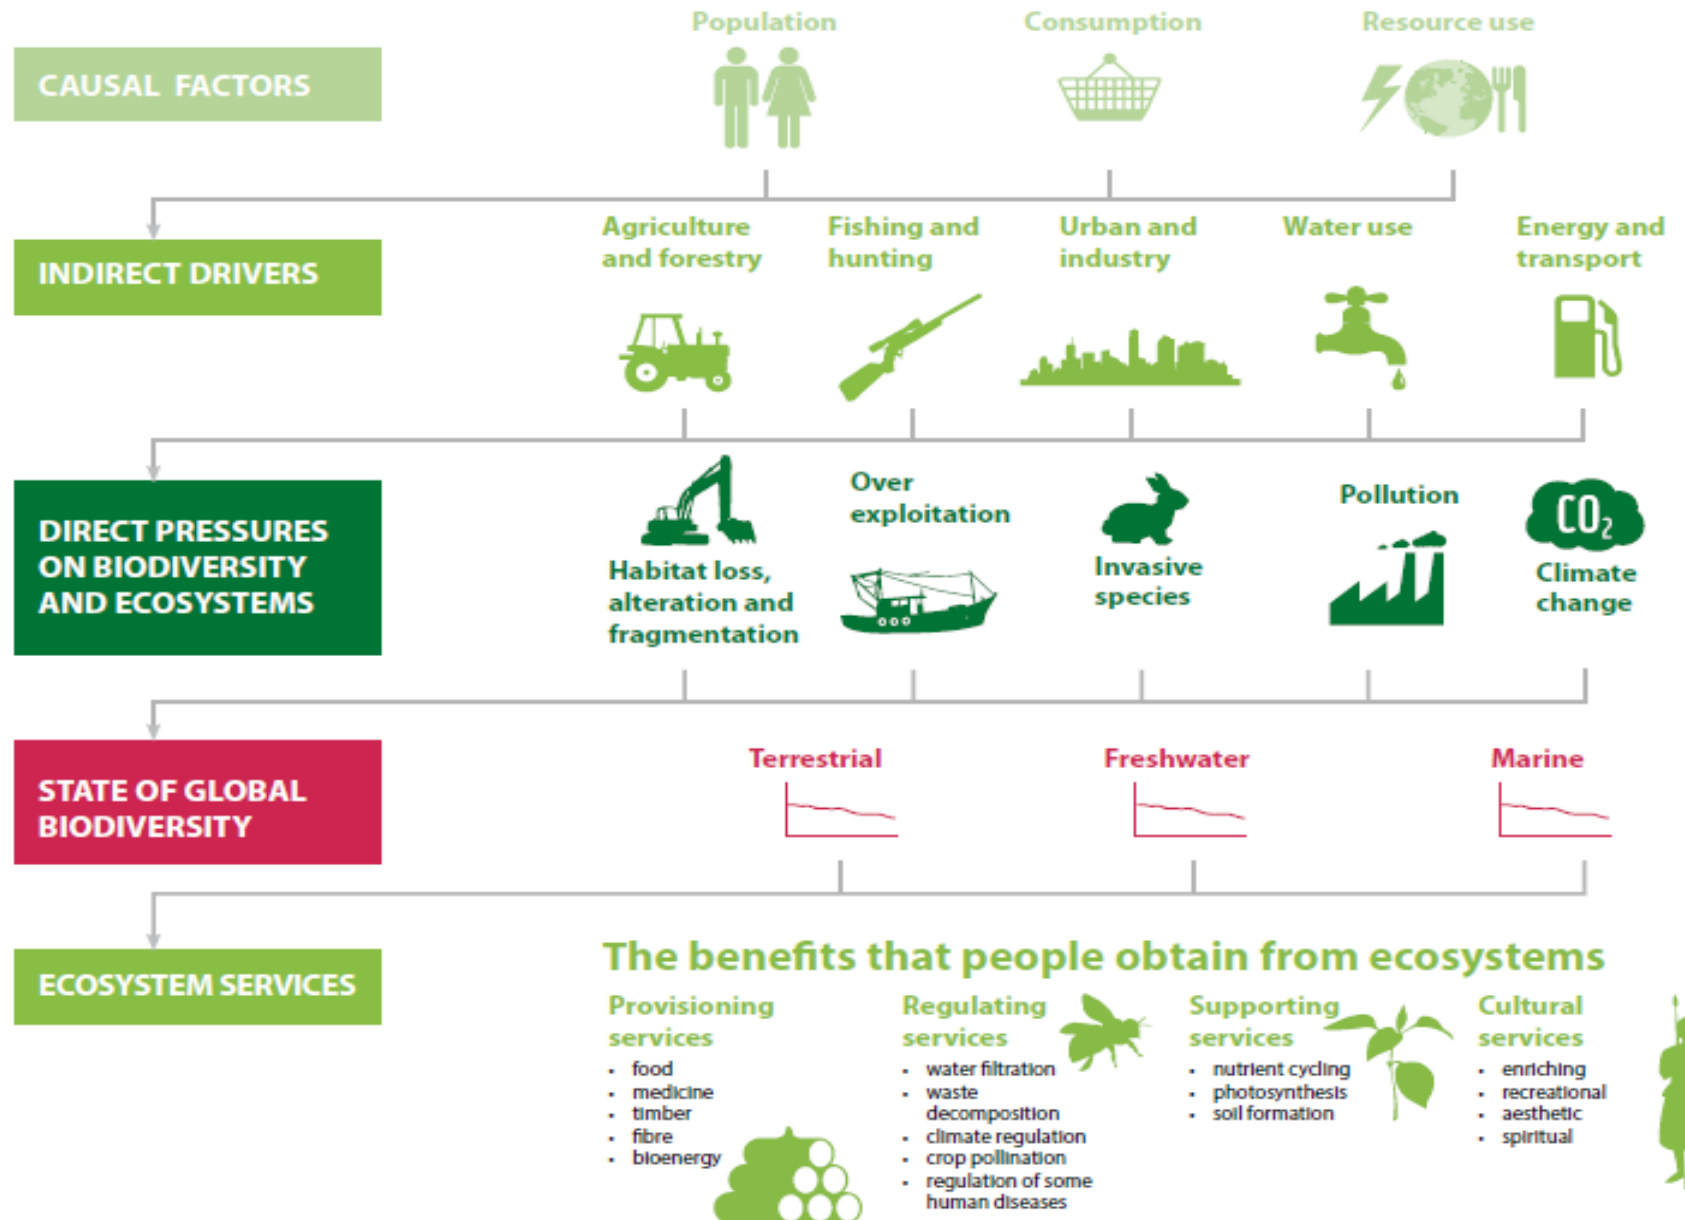 Population
Consumption
Resource use
CAUSAL FACTORS
Agriculture
and forestry
Fishing and
hunting
Urban and
industry
Water use
Energy and
transport
INDIRECT DRIVERS
DIRECT PRESSURES
ON BIODIVERSITY
AND ECOSYSTEMS
Habitat loss,
alteration and
fragmentation
Over
exploitation
Invasive
species
Pollution
CO₂
Climate
change
STATE OF GLOBAL
BIODIVERSITY
Terrestrial
Freshwater
Marine
ECOSYSTEM SERVICES
The benefits that people obtain from ecosystems
Provisioning
services
• food
• medicine
• timber
• fibre
• bioenergy
Regulating
services
• water filtration
• waste
decomposition
• climate regulation
• crop pollination
• regulation of some
human diseases
Supporting
services
• nutrient cycling
• photosynthesis
• soil formation
Cultural
services
• enriching
• recreational
• aesthetic
• spiritual